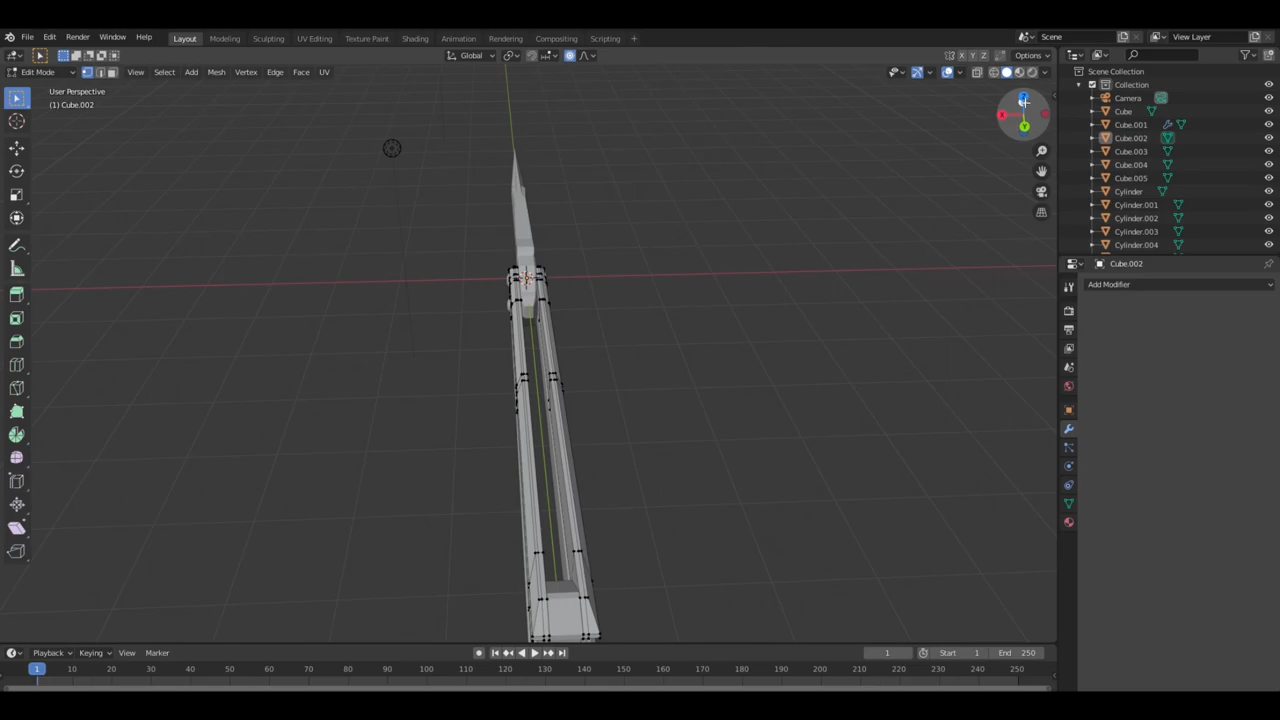 File Edit Render Window Help Layout Modeling Sculpting UV Editing Texture Paint Shading Animation Rendering Compositing Scripting + Scene View Layer
Global X Y Z Options
Edit Mode View Select Add Mesh Vertex Edge Face UV
User Perspective
(1) Cube.002
Z
X
Y
Scene Collection
Collection
Camera
Cube
Cube.001
Cube.002
Cube.003
Cube.004
Cube.005
Cylinder
Cylinder.001
Cylinder.002
Cylinder.003
Cylinder.004
Cube.002
Add Modifier
Playback Keying View Marker 1 Start 1 End 250
1 10 20 30 40 50 60 70 80 90 100 110 120 130 140 150 160 170 180 190 200 210 220 230 240 250